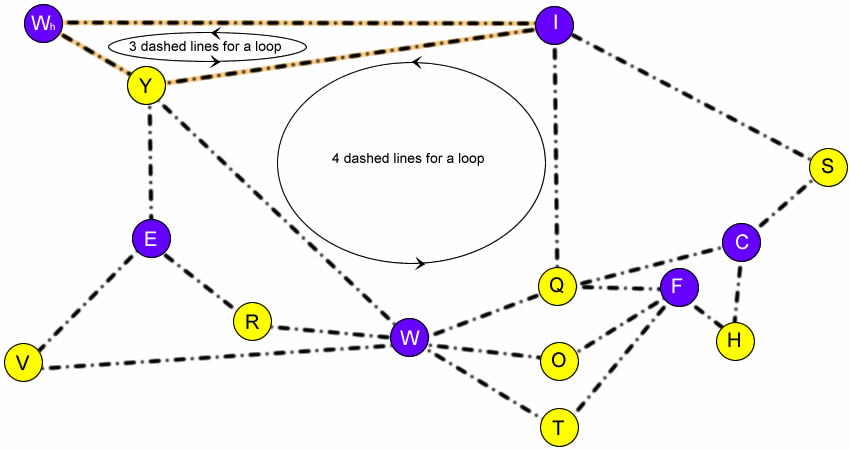 Wh
I
3 dashed lines for a loop
Y
4 dashed lines for a loop
S
E
C
Q
F
R
W
H
V
O
T